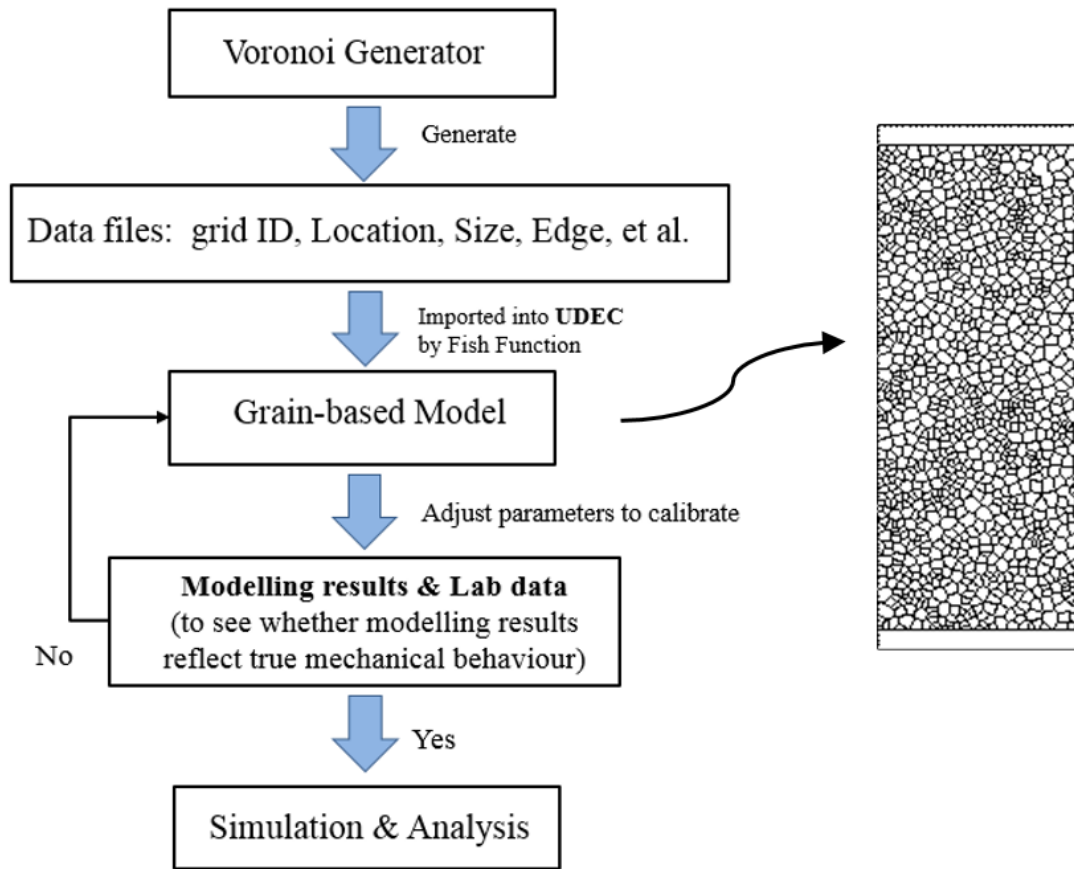 Voronoi Generator
Generate
Data files:  grid ID, Location, Size, Edge, et al.
Imported into UDEC
by Fish Function
Grain-based Model
Adjust parameters to calibrate
Modelling results & Lab data
(to see whether modelling results
reflect true mechanical behaviour)
No
Yes
Simulation & Analysis